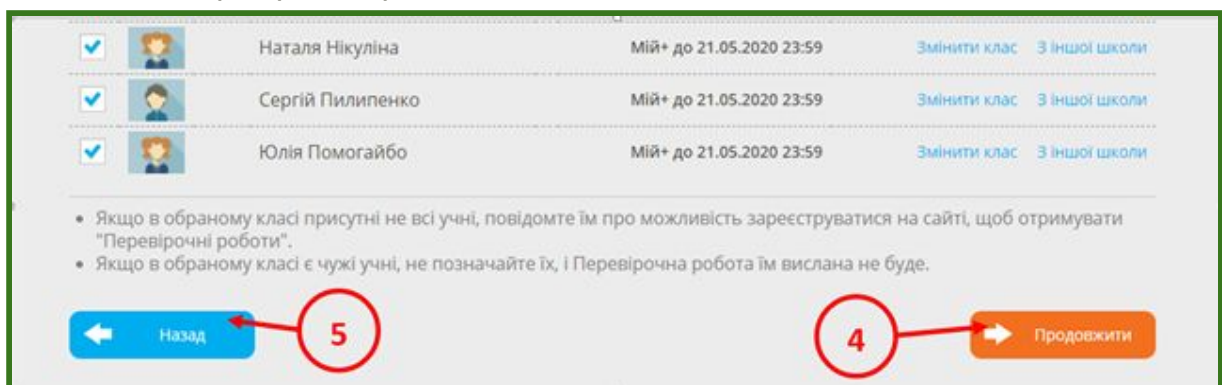 Наталя Нікуліна Мій+ до 21.05.2020 23:59 Змінити клас З іншої школи
Сергій Пилипенко Мій+ до 21.05.2020 23:59 Змінити клас З іншої школи
Юлія Помогайбо Мій+ до 21.05.2020 23:59 Змінити клас З іншої школи
• Якщо в обраному класі присутні не всі учні, повідомте їм про можливість зареєструватися на сайті, щоб отримувати
"Перевірочні роботи".
• Якщо в обраному класі є чужі учні, не позначайте їх, і Перевірочна робота їм вислана не буде.
Назад 5 4 Продовжити